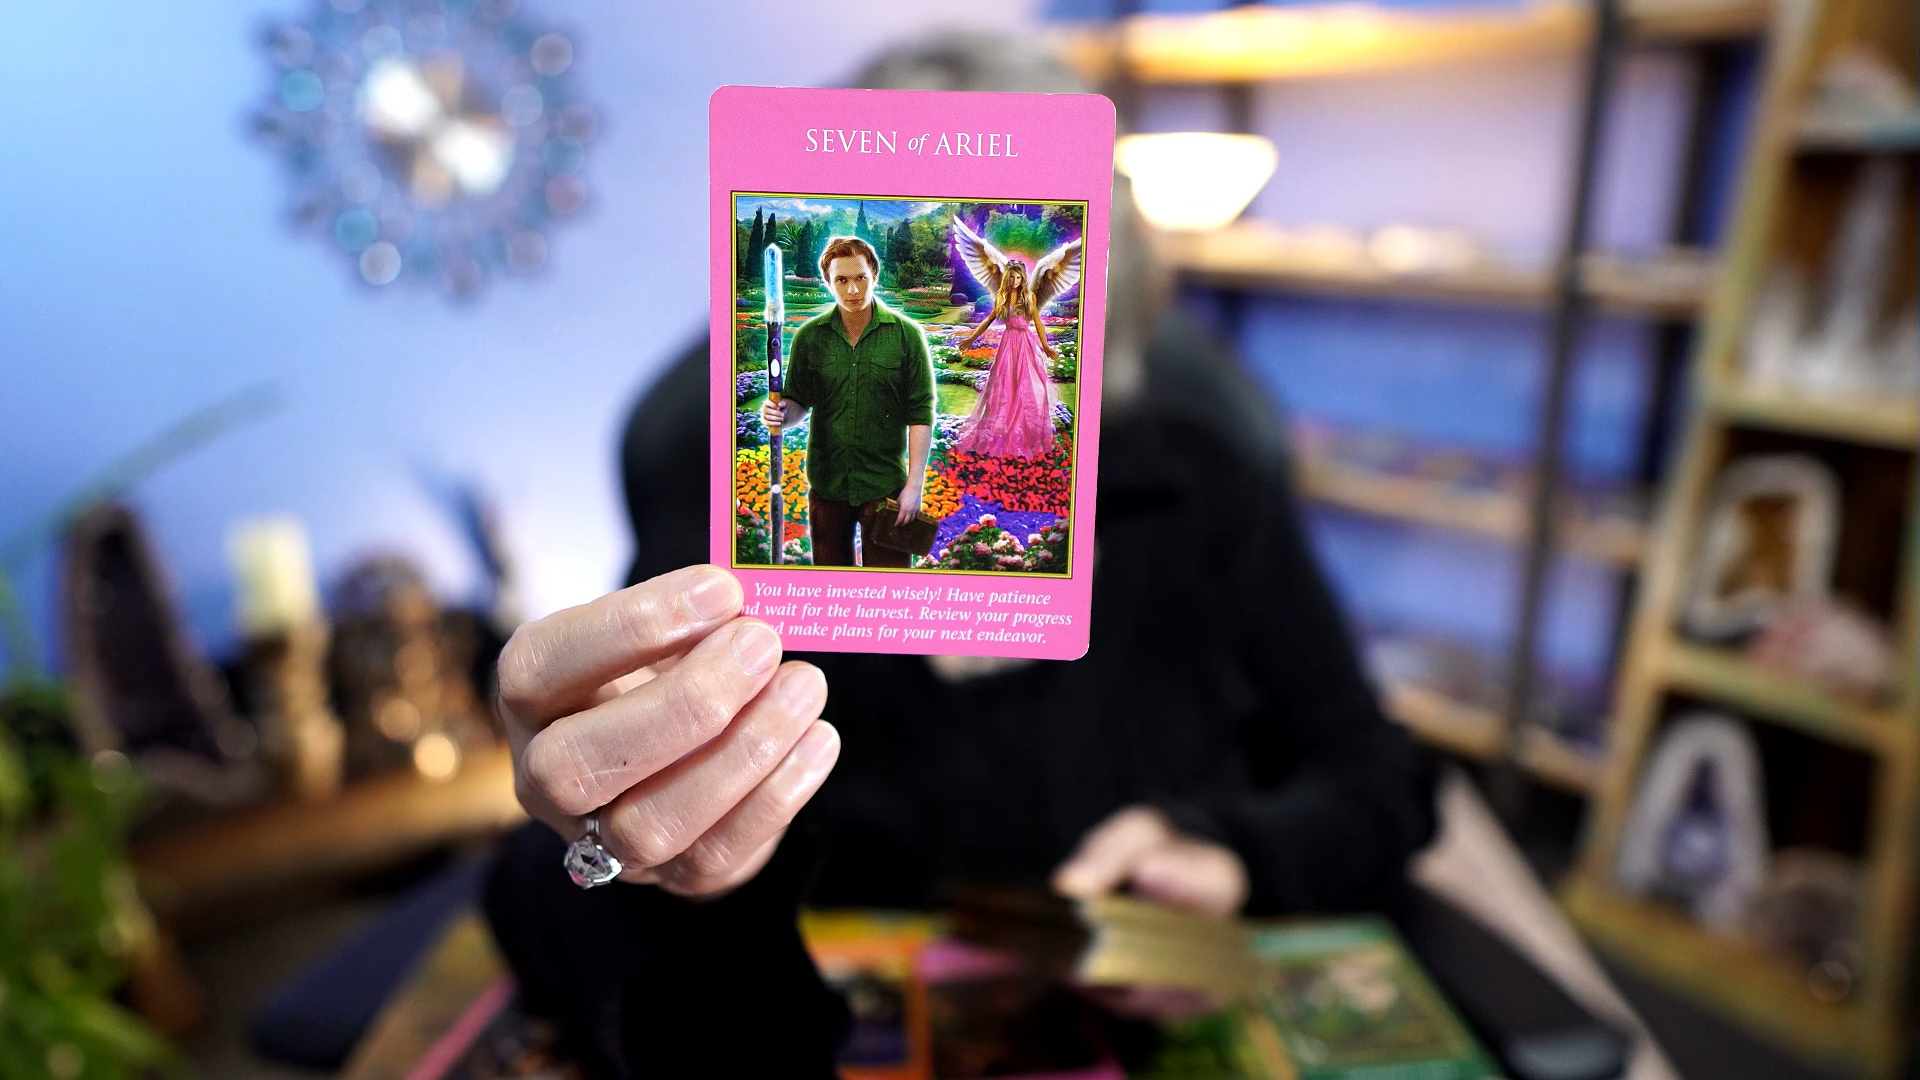 SEVEN of ARIEL
You have invested wisely! Have patience
nd wait for the harvest. Review your progress
d make plans for your next endeavor.